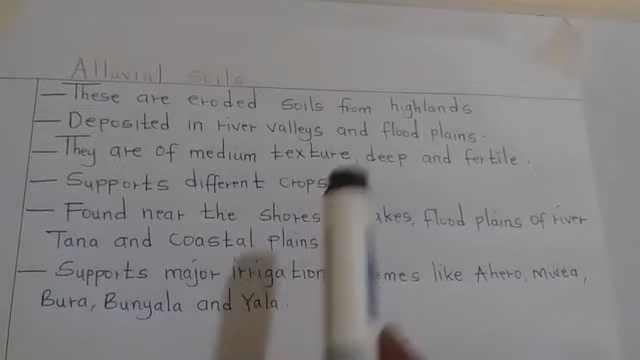 Alluvial soils
— These are eroded soils from highlands
— Deposited in river valleys and flood plains.
— They are of medium texture, deep and fertile.
— Supports different crops
— Found near the shores flood plains of river
Tana and coastal plains
— Supports major irrigation like Ahero, Mwea,
Bura, Bunyala and Yala.